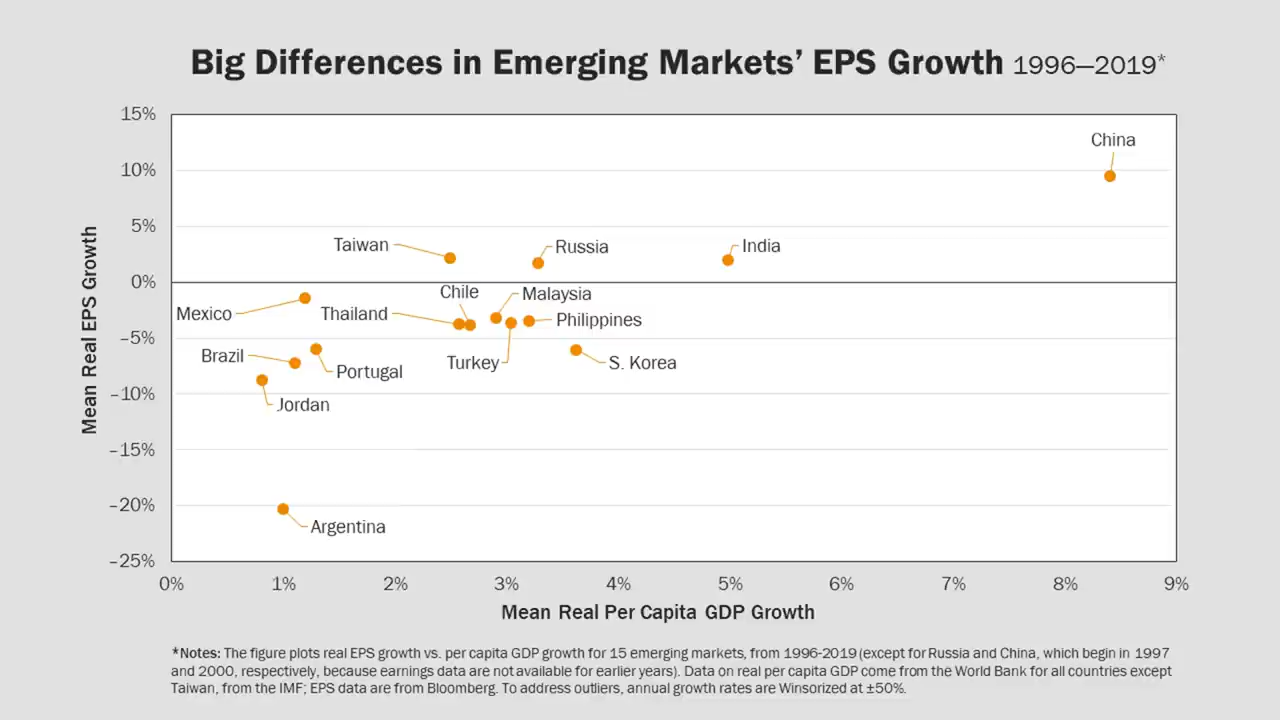 Big Differences in Emerging Markets’ EPS Growth 1996—2019*
15%
China
10%
5%
Taiwan
Russia
India
0%
Chile
Malaysia
Mexico
Thailand
Philippines
−5%
Brazil
Portugal
Turkey
S. Korea
−10%
Jordan
−15%
−20%
Argentina
−25%
Mean Real EPS Growth
0% 1% 2% 3% 4% 5% 6% 7% 8% 9%
Mean Real Per Capita GDP Growth
*Notes: The figure plots real EPS growth vs. per capita GDP growth for 15 emerging markets, from 1996-2019 (except for Russia and China, which begin in 1997
and 2000, respectively, because earnings data are not available for earlier years). Data on real per capita GDP come from the World Bank for all countries except
Taiwan, from the IMF; EPS data are from Bloomberg. To address outliers, annual growth rates are Winsorized at ±50%.